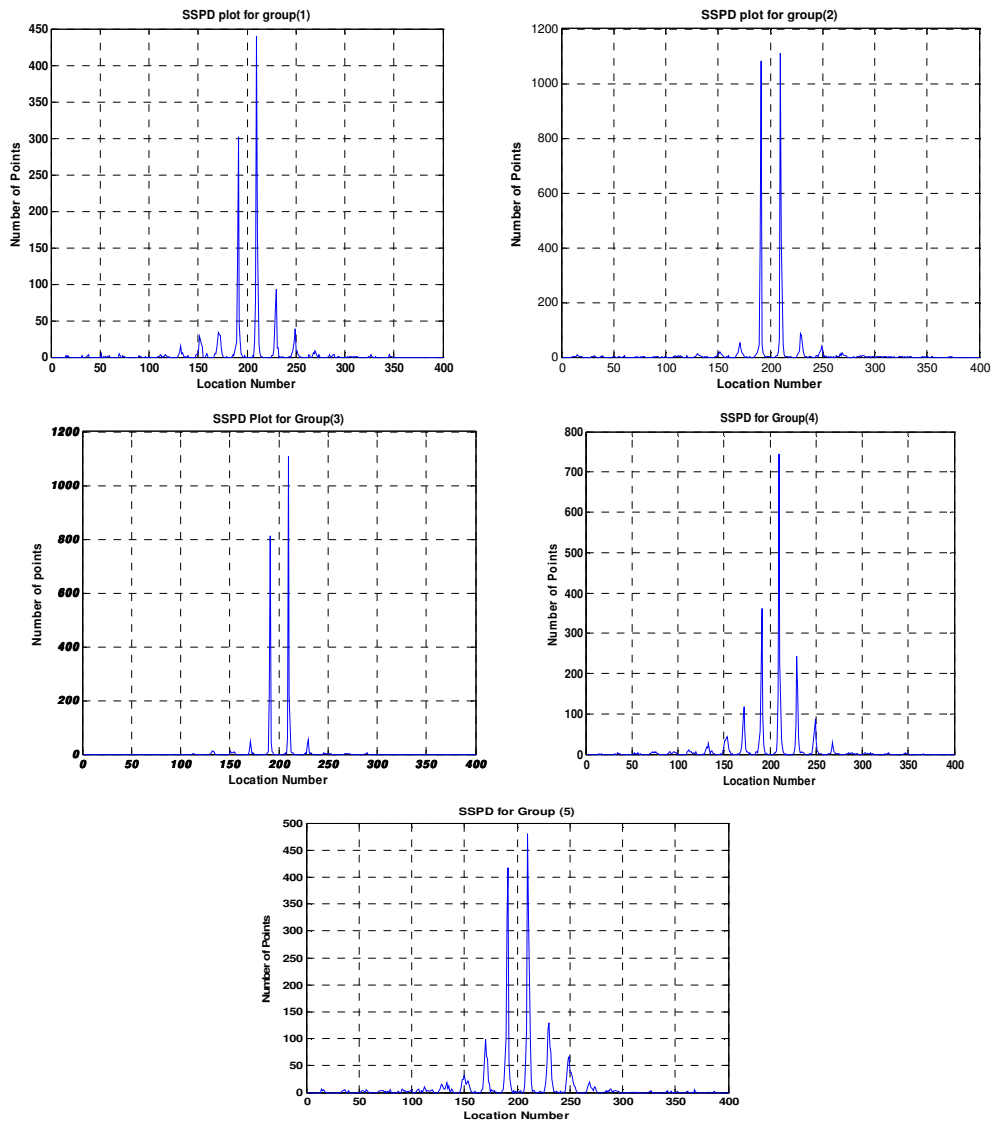 SSPD plot for group(1)
450
400
350
300
250
200
150
100
50
0
Number of Points
0 50 100 150 200 250 300 350 400
Location Number
SSPD plot for group(2)
1200
1000
800
600
400
200
0
Number of Points
0 50 100 150 200 250 300 350 400
Location Number
SSPD Plot for Group(3)
1200
1000
800
600
400
200
0
Number of points
0 50 100 150 200 250 300 350 400
Location Number
SSPD for Group(4)
800
700
600
500
400
300
200
100
0
Number of Points
0 50 100 150 200 250 300 350 400
Location Number
SSPD for Group (5)
500
450
400
350
300
250
200
150
100
50
0
Number of Points
0 50 100 150 200 250 300 350 400
Location Number